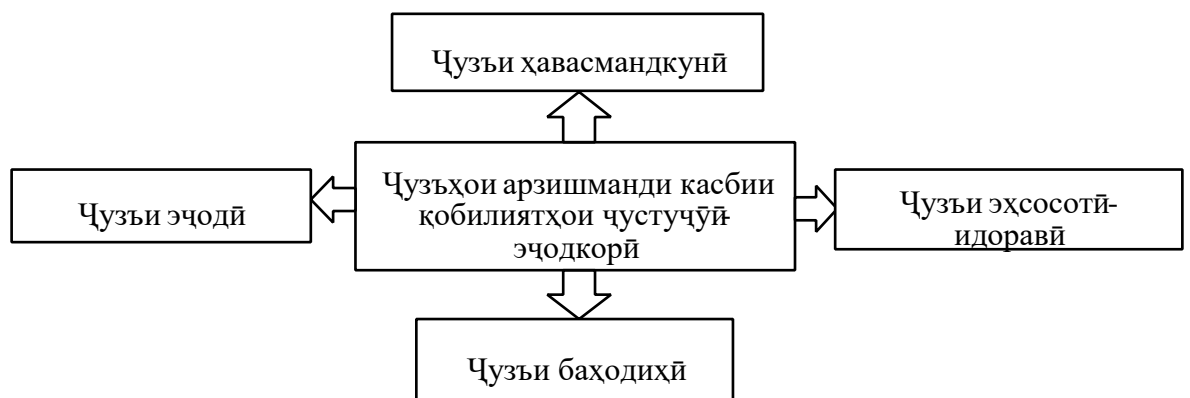 Ҷузъи ҳавасмандкунӣ
Ҷузъи эҷодӣ
Ҷузъҳои арзишманди касбии
қобилиятҳои ҷустуҷӯӣ-
эҷодкорӣ
Ҷузъи эҳсосотӣ-
идоравӣ
Ҷузъи баҳодиҳӣ